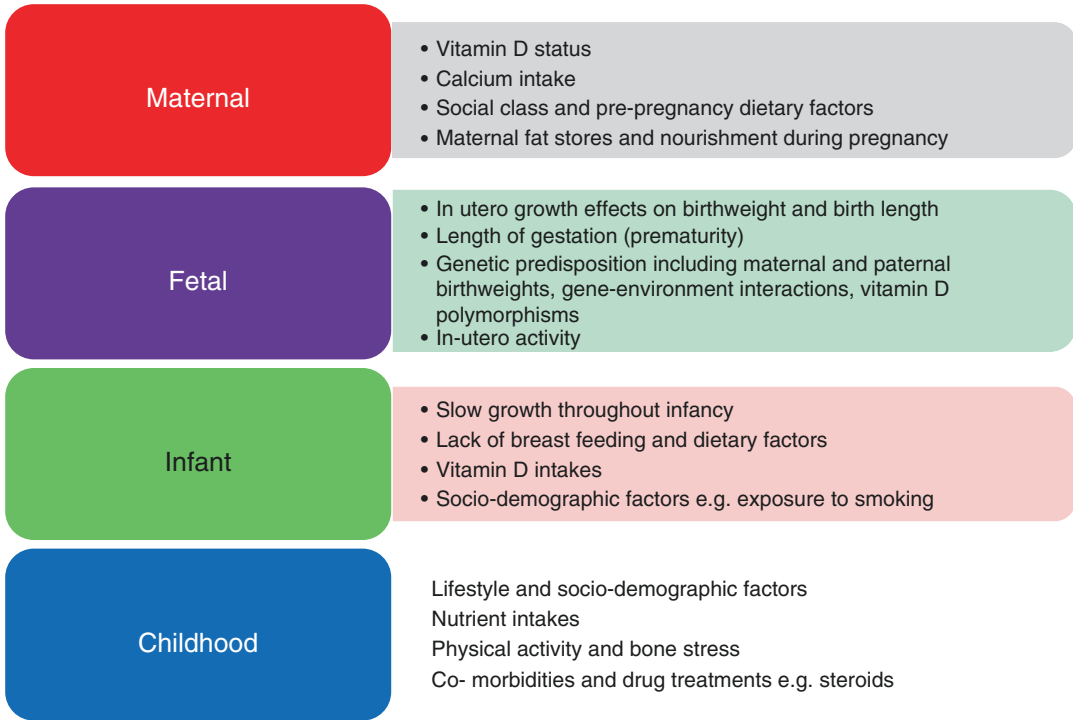 Maternal
• Vitamin D status
• Calcium intake
• Social class and pre-pregnancy dietary factors
• Maternal fat stores and nourishment during pregnancy
Fetal
• In utero growth effects on birthweight and birth length
• Length of gestation (prematurity)
• Genetic predisposition including maternal and paternal
birthweights, gene-environment interactions, vitamin D
polymorphisms
• In-utero activity
Infant
• Slow growth throughout infancy
• Lack of breast feeding and dietary factors
• Vitamin D intakes
• Socio-demographic factors e.g. exposure to smoking
Childhood
Lifestyle and socio-demographic factors
Nutrient intakes
Physical activity and bone stress
Co- morbidities and drug treatments e.g. steroids